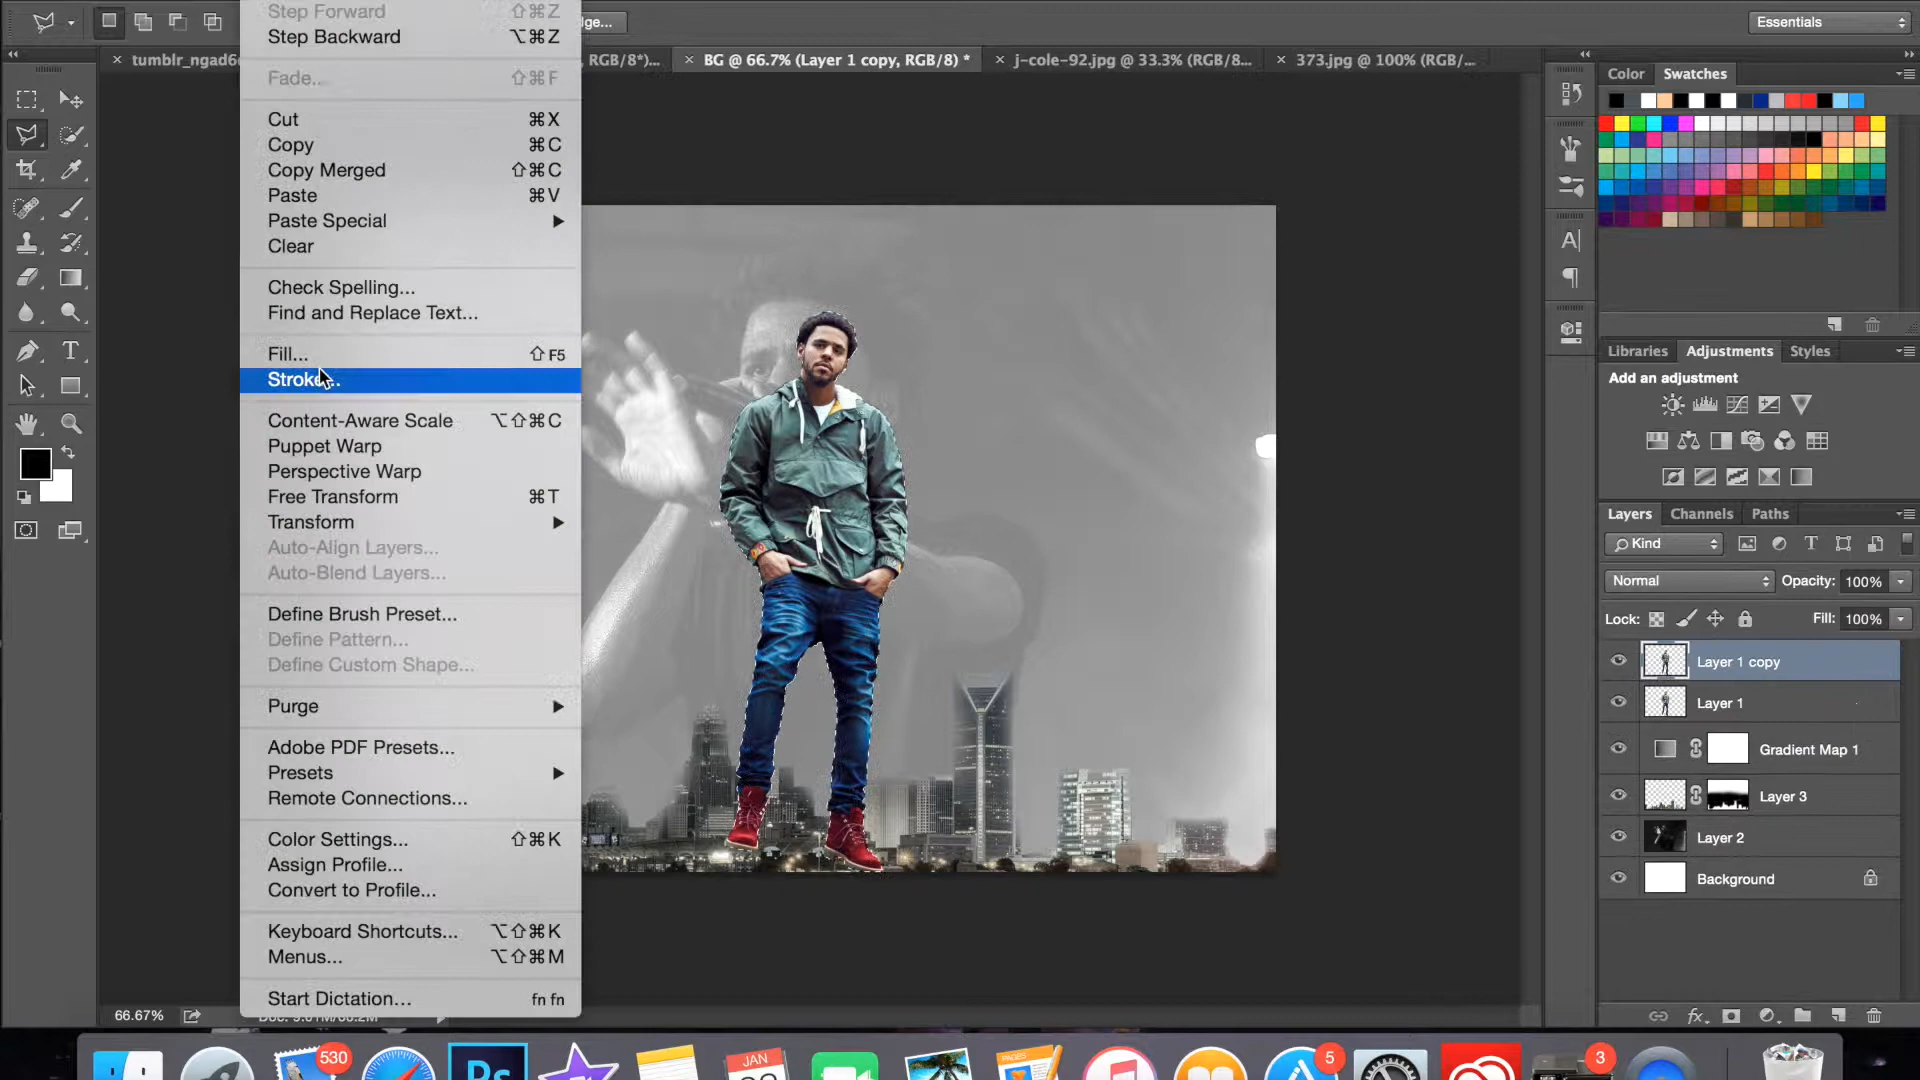 Step Forward ⇧⌘Z
Step Backward ⌥⌘Z
Fade... ⇧⌘F
Cut ⌘X
Copy ⌘C
Copy Merged ⇧⌘C
Paste ⌘V
Paste Special
Clear
Check Spelling...
Find and Replace Text...
Fill... ⇧F5
Stroke...
Content-Aware Scale ⌥⇧⌘C
Puppet Warp
Perspective Warp
Free Transform ⌘T
Transform
Auto-Align Layers...
Auto-Blend Layers...
Define Brush Preset...
Define Pattern...
Define Custom Shape...
Purge
Adobe PDF Presets...
Presets
Remote Connections...
Color Settings... ⇧⌘K
Assign Profile...
Convert to Profile...
Keyboard Shortcuts... ⌥⇧⌘K
Menus... ⌥⇧⌘M
Start Dictation... fn fn
Essentials
RGB/8*)...
BG @ 66.7% (Layer 1 copy, RGB/8) *
j-cole-92.jpg @ 33.3% (RGB/8...
373.jpg @ 100% (RGB/...
Color Swatches
Libraries Adjustments Styles
Add an adjustment
Layers Channels Paths
Kind
Normal Opacity: 100%
Lock: Fill: 100%
Layer 1 copy
Layer 1
Gradient Map 1
Layer 3
Layer 2
Background
66.67%
530
Ps
JAN
PAGES
5
3